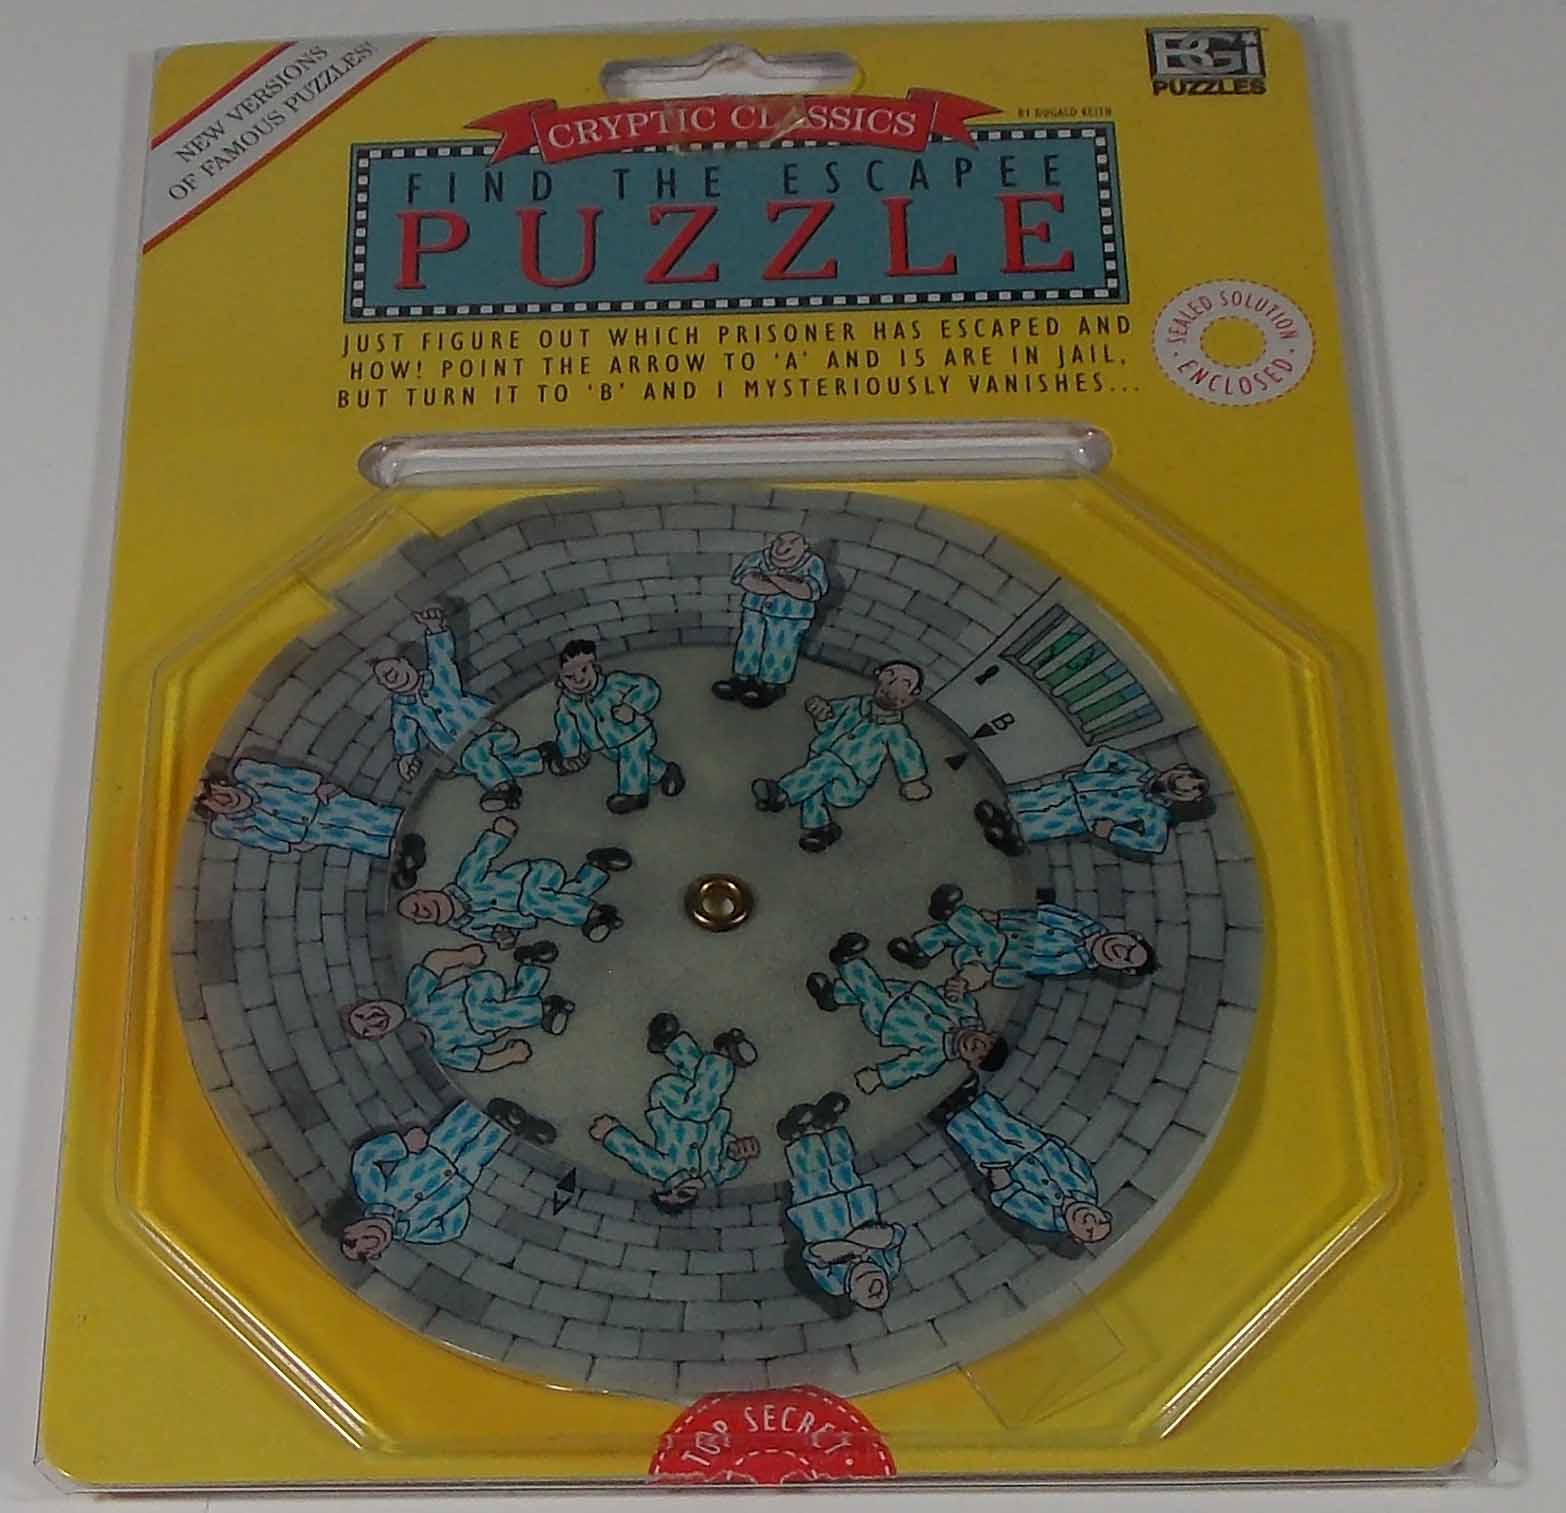 NEW VERSIONS
OF FAMOUS PUZZLES!
BGi
PUZZLES
CRYPTIC CLASSICS
BY DUGALD KEITH
FIND THE ESCAPEE
PUZZLE
JUST FIGURE OUT WHICH PRISONER HAS ESCAPED AND
HOW! POINT THE ARROW TO 'A' AND 15 ARE IN JAIL,
BUT TURN IT TO 'B' AND 1 MYSTERIOUSLY VANISHES...
SEALED SOLUTION
ENCLOSED
B
TOP SECRET